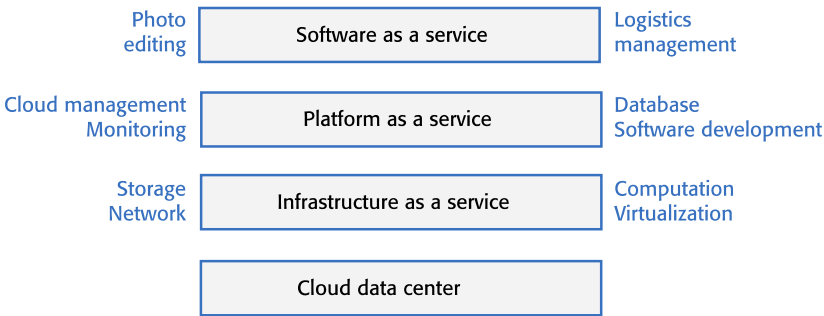 Photo
editing
Software as a service
Logistics
management
Cloud management
Monitoring
Platform as a service
Database
Software development
Storage
Network
Infrastructure as a service
Computation
Virtualization
Cloud data center